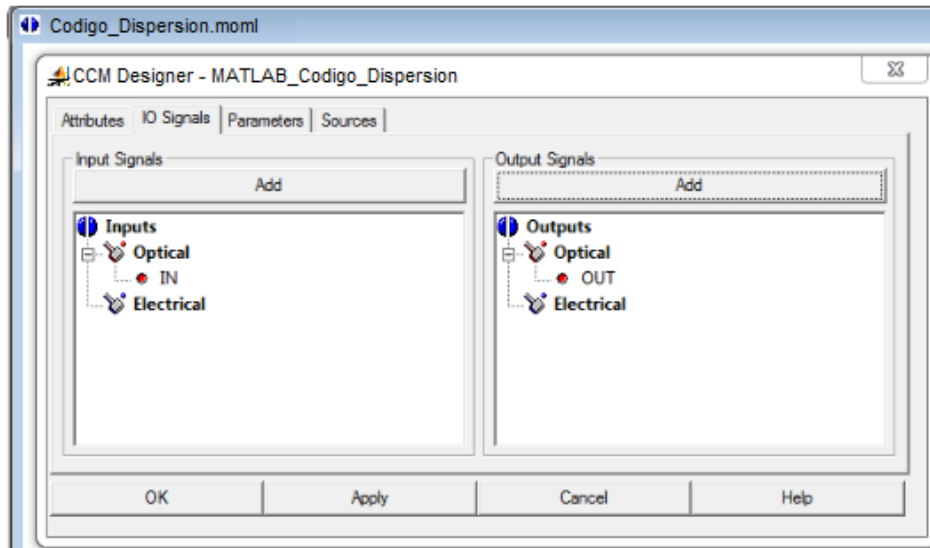 Codigo_Dispersion.moml
CCM Designer - MATLAB_Codigo_Dispersion
Attributes IO Signals Parameters Sources
Input Signals
Add
Inputs
Optical
IN
Electrical
Output Signals
Add
Outputs
Optical
OUT
Electrical
OK Apply Cancel Help